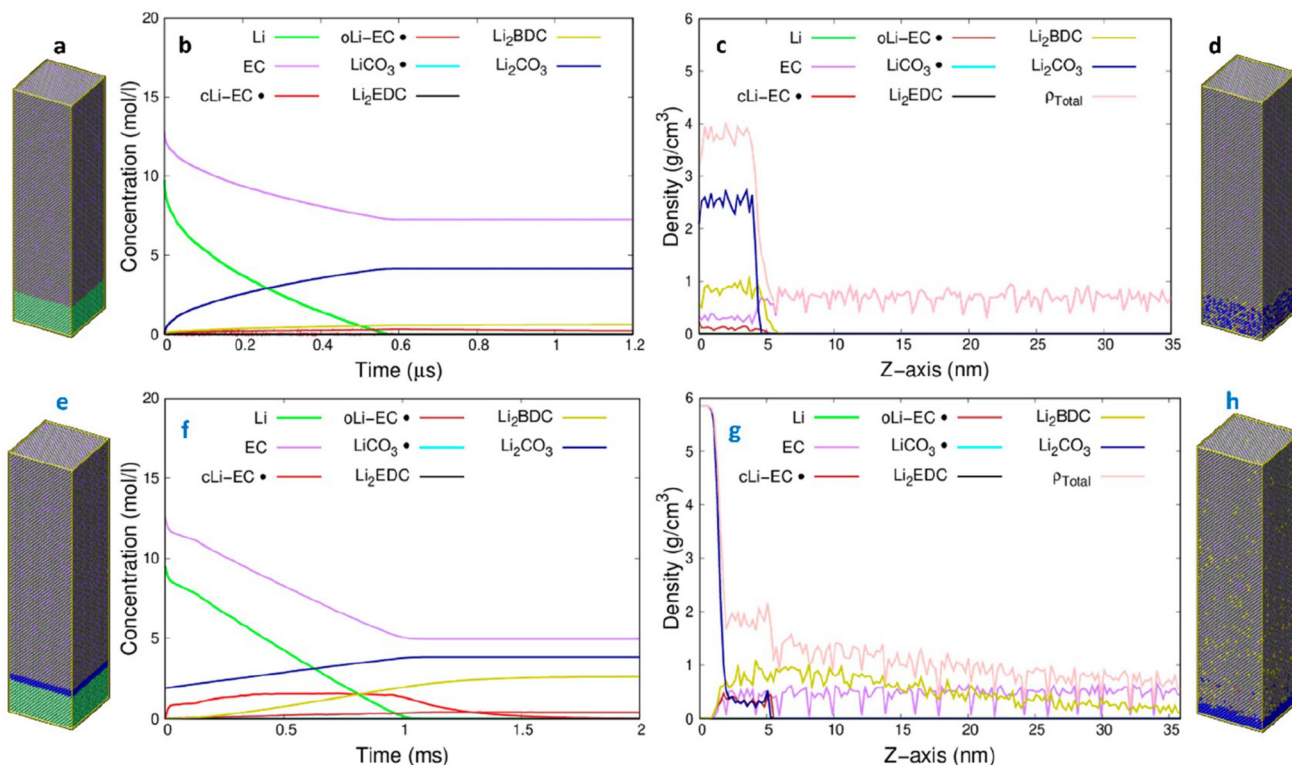 a
b
Li
EC
cLi-EC •
oLi-EC •
LiCO3 •
Li2EDC
Li2BDC
Li2CO3
20
15
10
5
0
Concentration (mol/l)
0 0.2 0.4 0.6 0.8 1 1.2
Time (μs)
c
Li
EC
cLi-EC •
oLi-EC •
LiCO3 •
Li2EDC
Li2BDC
Li2CO3
ρTotal
6
5
4
3
2
1
0
Density (g/cm3)
0 5 10 15 20 25 30 35
Z-axis (nm)
d
e
f
Li
EC
cLi-EC •
oLi-EC •
LiCO3 •
Li2EDC
Li2BDC
Li2CO3
20
15
10
5
0
Concentration (mol/l)
0 0.5 1 1.5 2
Time (ms)
g
Li
EC
cLi-EC •
oLi-EC •
LiCO3 •
Li2EDC
Li2BDC
Li2CO3
ρTotal
6
5
4
3
2
1
0
Density (g/cm3)
0 5 10 15 20 25 30 35
Z-axis (nm)
h